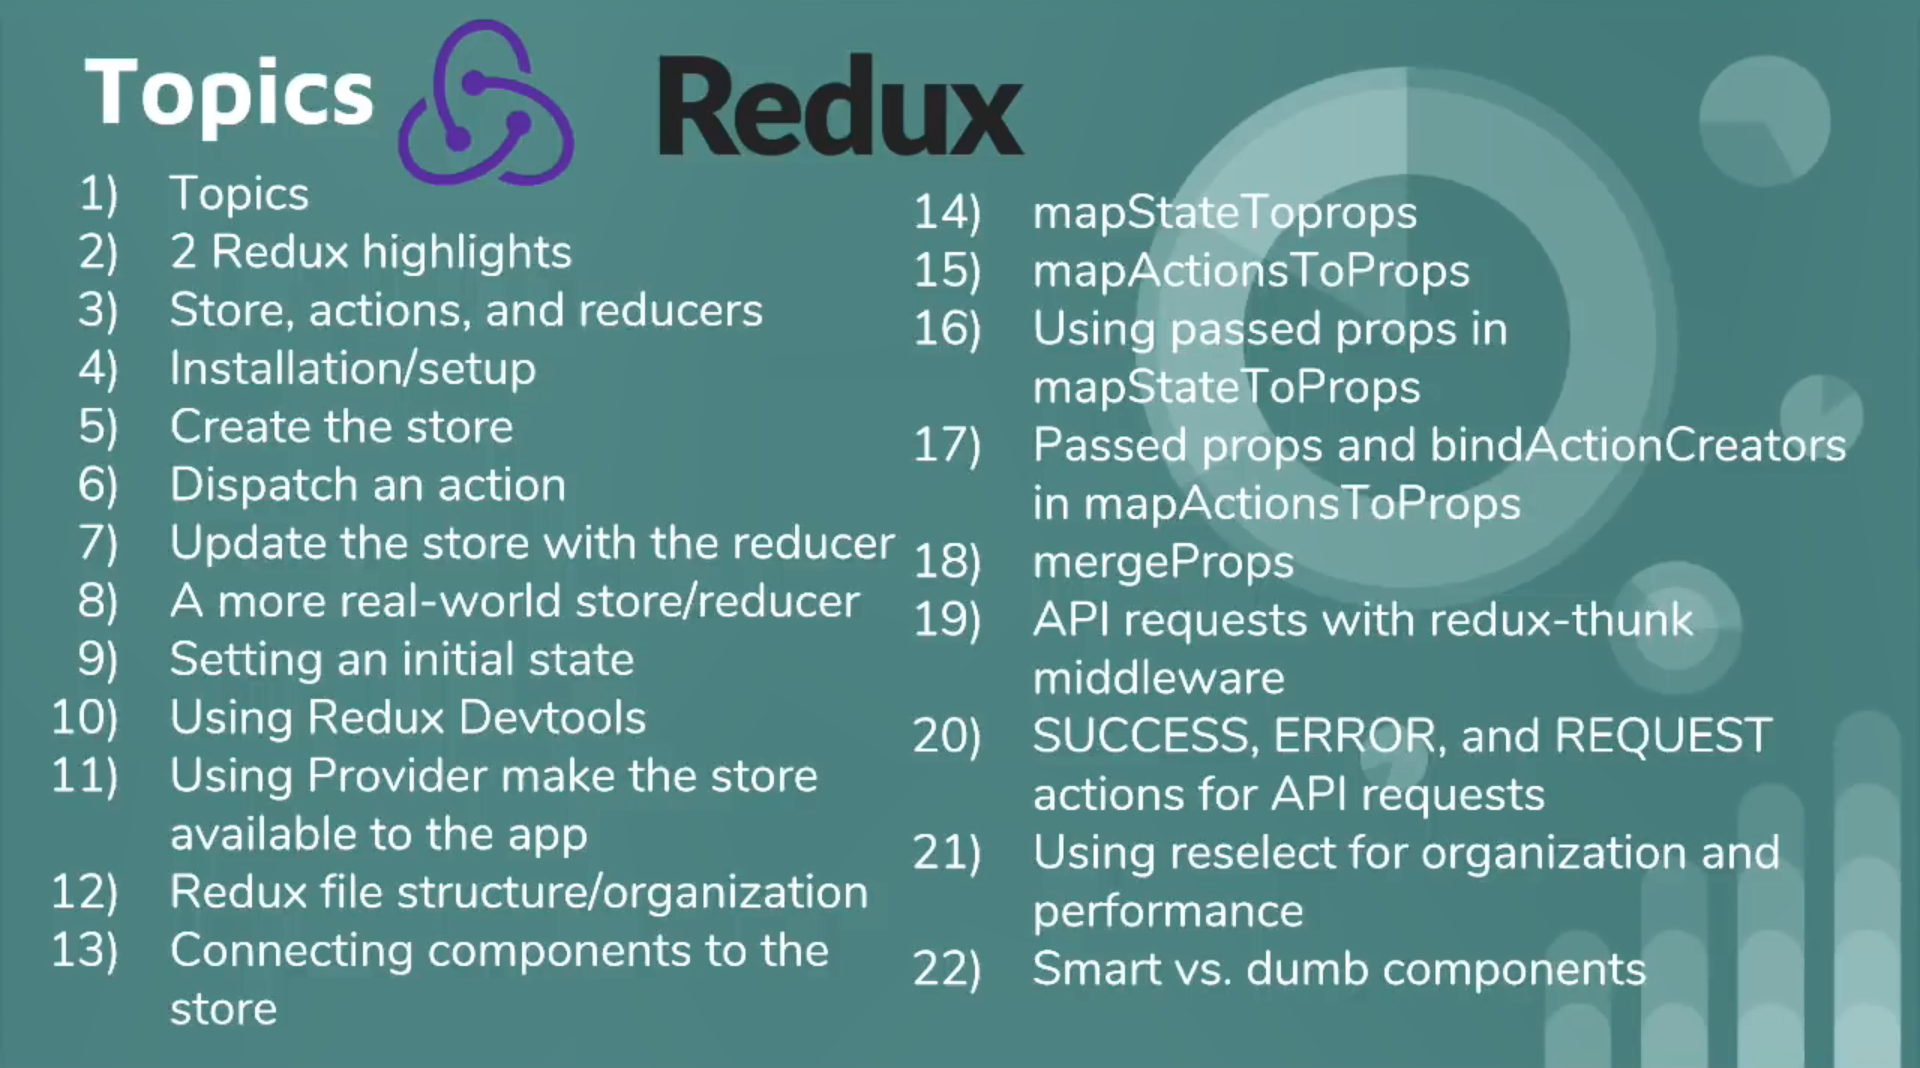 Topics
Redux
1) Topics
2) 2 Redux highlights
3) Store, actions, and reducers
4) Installation/setup
5) Create the store
6) Dispatch an action
7) Update the store with the reducer
8) A more real-world store/reducer
9) Setting an initial state
10) Using Redux Devtools
11) Using Provider make the store
available to the app
12) Redux file structure/organization
13) Connecting components to the
store
14) mapStateToprops
15) mapActionsToProps
16) Using passed props in
mapStateToProps
17) Passed props and bindActionCreators
in mapActionsToProps
18) mergeProps
19) API requests with redux-thunk
middleware
20) SUCCESS, ERROR, and REQUEST
actions for API requests
21) Using reselect for organization and
performance
22) Smart vs. dumb components